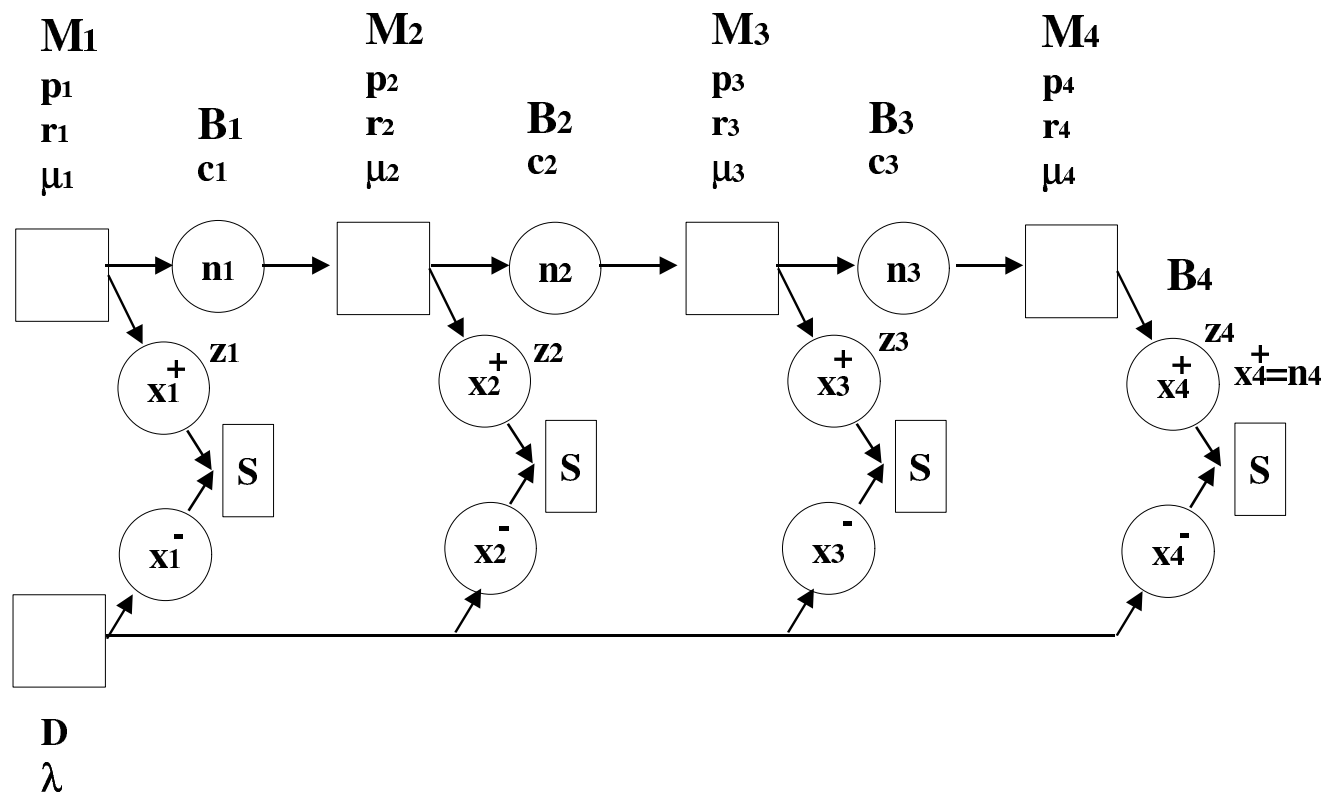 M1
p1
r1
μ1
B1
c1
M2
p2
r2
μ2
B2
c2
M3
p3
r3
μ3
B3
c3
M4
p4
r4
μ4
n1
n2
n3
B4
z1
x1+
z2
x2+
z3
x3+
z4
x4+
x4+=n4
S
S
S
S
x1-
x2-
x3-
x4-
D
λ